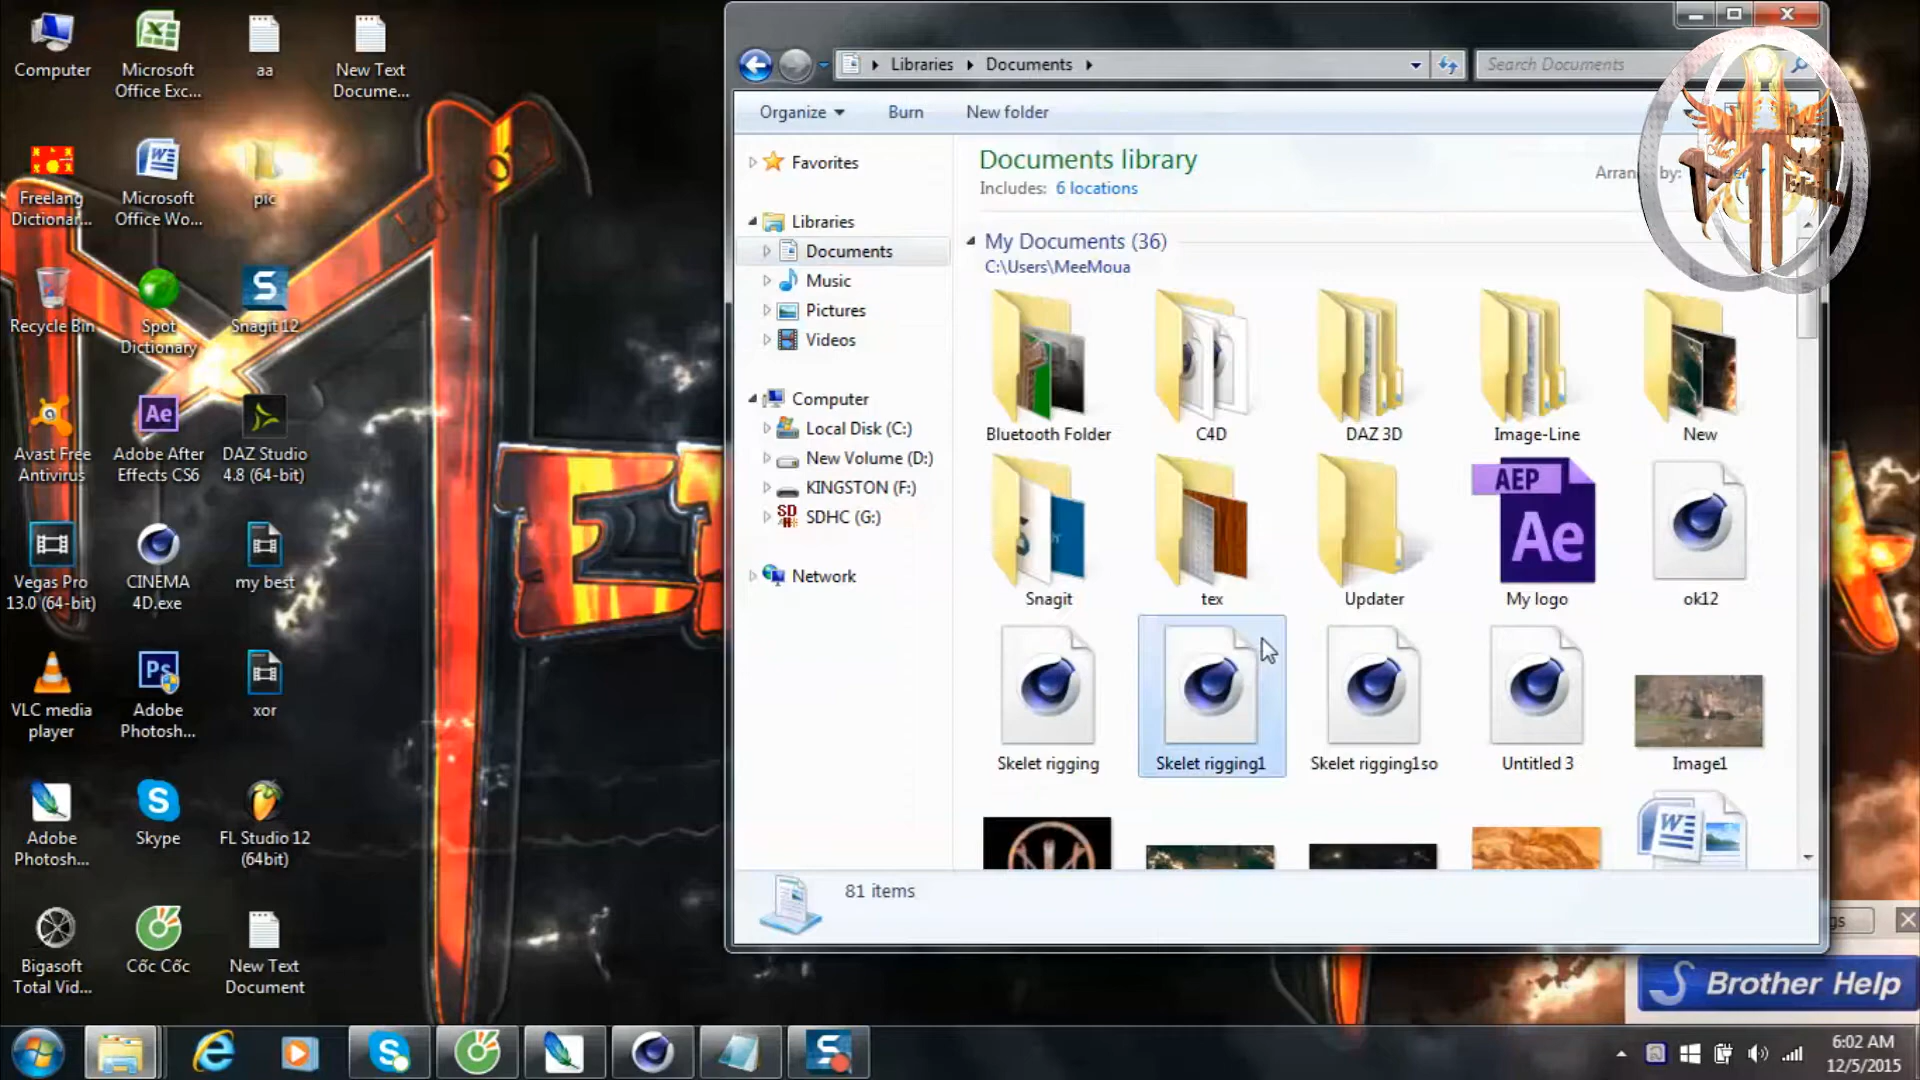 Computer
Microsoft
Office Exc...
aa
New Text
Docume...
Freelang
Dictionar...
Microsoft
Office Wo...
pic
Recycle Bin
Spot
Dictionary
S
Snagit 12
Avast Free
Antivirus
Ae
Adobe After
Effects CS6
DAZ Studio
4.8 (64-bit)
Vegas Pro
13.0 (64-bit)
CINEMA
4D.exe
my best
VLC media
player
Ps
Adobe
Photosh...
xor
Adobe
Photosh...
Skype
FL Studio 12
(64bit)
Bigasoft
Total Vid...
Cốc Cốc
New Text
Document
Libraries
Documents
Search Documents
Organize
Burn
New folder
Favorites
Libraries
Documents
Music
Pictures
Videos
Computer
Local Disk (C:)
New Volume (D:)
KINGSTON (F:)
SD
SDHC (G:)
Network
Documents library
Includes: 6 locations
by:
My Documents (36)
C:\Users\MeeMoua
Bluetooth Folder
C4D
DAZ 3D
Image-Line
New
Snagit
tex
Updater
AEP
Ae
My logo
ok12
Skelet rigging
Skelet rigging1
Skelet rigging1so
Untitled 3
Image1
W
81 items
Brother Help
S
6:02 AM
12/5/2015